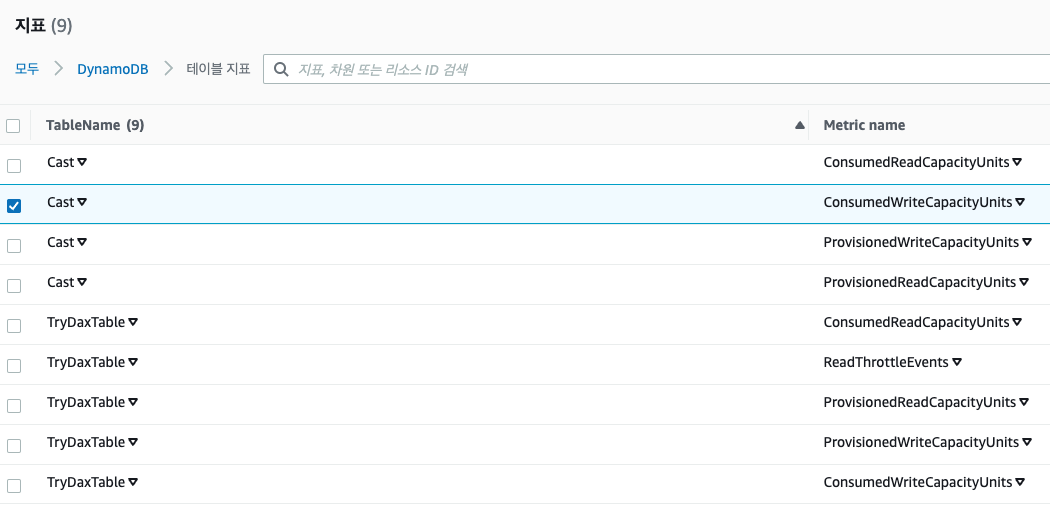 지표 (9)
모두 DynamoDB 테이블 지표 지표, 차원 또는 리소스 ID 검색
TableName (9) Metric name
Cast ConsumedReadCapacityUnits
Cast ConsumedWriteCapacityUnits
Cast ProvisionedWriteCapacityUnits
Cast ProvisionedReadCapacityUnits
TryDaxTable ConsumedReadCapacityUnits
TryDaxTable ReadThrottleEvents
TryDaxTable ProvisionedReadCapacityUnits
TryDaxTable ProvisionedWriteCapacityUnits
TryDaxTable ConsumedWriteCapacityUnits